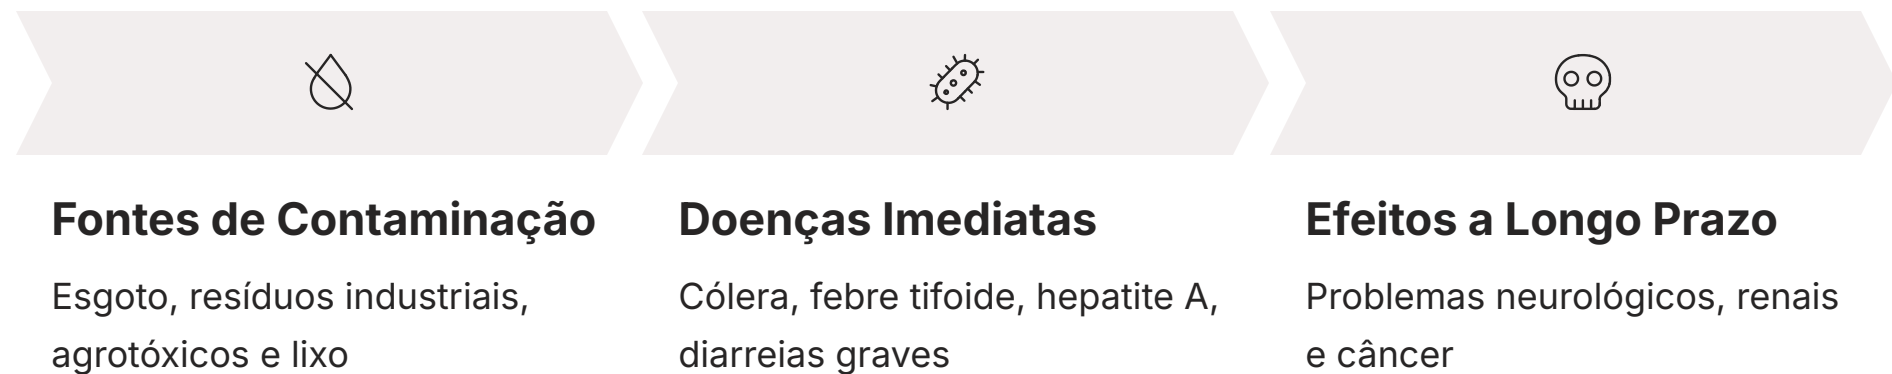 Fontes de Contaminação
Esgoto, resíduos industriais,
agrotóxicos e lixo
Doenças Imediatas
Cólera, febre tifoide, hepatite A,
diarreias graves
Efeitos a Longo Prazo
Problemas neurológicos, renais
e câncer